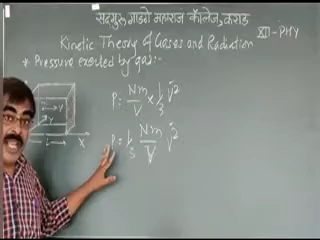 सद्‌गुरु गाडगे महाराज कॉलेज, कराड
XII - PHY
Kinetic Theory of Gases and Radiation
* Pressure exerted by gas:-
P = Nm/V × 1/3 v̄²
P = 1/3 Nm/V v̄²
L
X